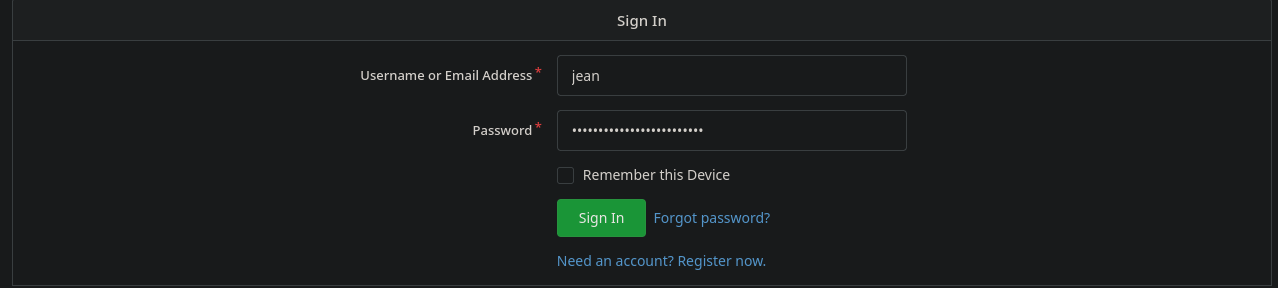 Sign In
Username or Email Address *
jean
Password *
•••••••••••••••••••••••••
Remember this Device
Sign In Forgot password?
Need an account? Register now.